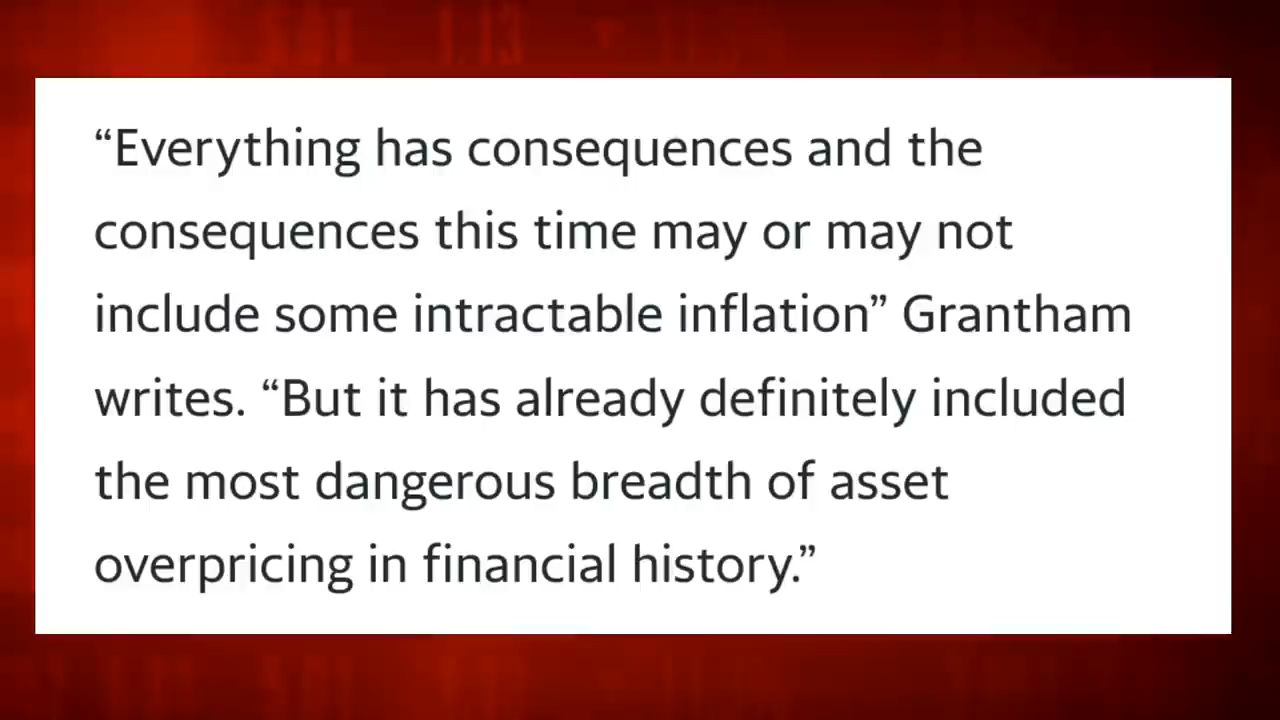 “Everything has consequences and the
consequences this time may or may not
include some intractable inflation” Grantham
writes. “But it has already definitely included
the most dangerous breadth of asset
overpricing in financial history.”